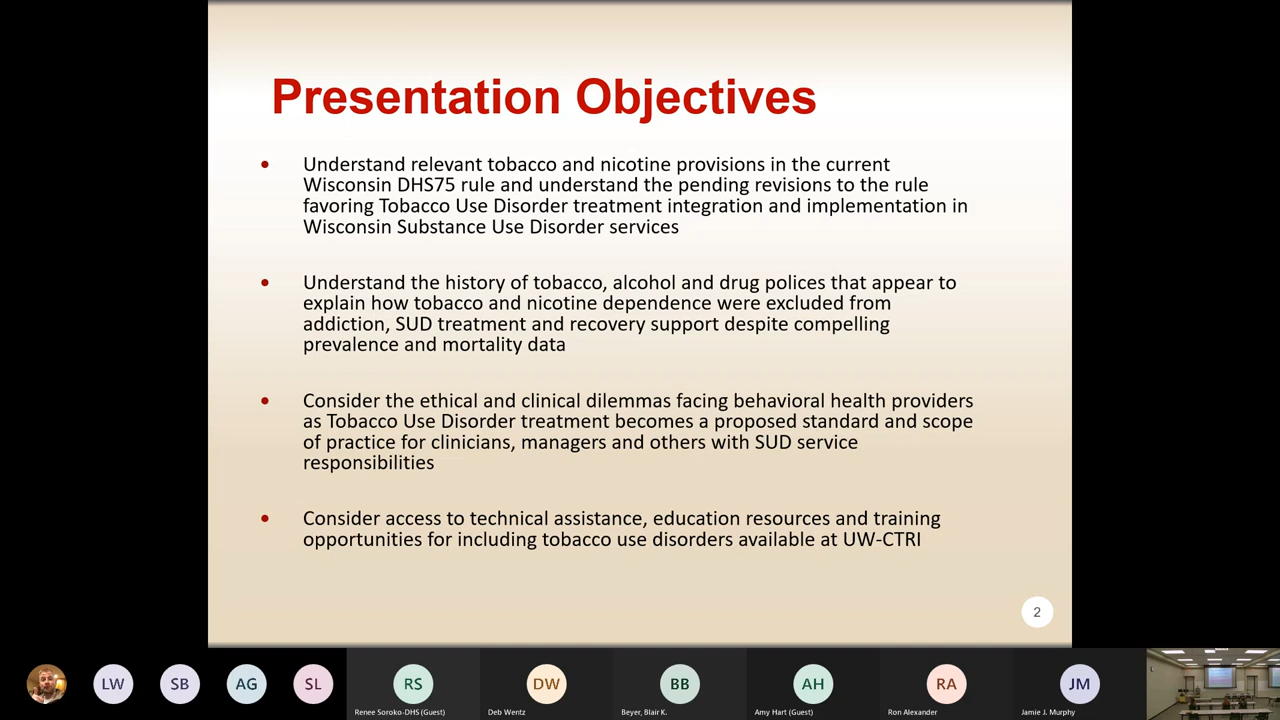 Presentation Objectives
• Understand relevant tobacco and nicotine provisions in the current
Wisconsin DHS75 rule and understand the pending revisions to the rule
favoring Tobacco Use Disorder treatment integration and implementation in
Wisconsin Substance Use Disorder services
• Understand the history of tobacco, alcohol and drug polices that appear to
explain how tobacco and nicotine dependence were excluded from
addiction, SUD treatment and recovery support despite compelling
prevalence and mortality data
• Consider the ethical and clinical dilemmas facing behavioral health providers
as Tobacco Use Disorder treatment becomes a proposed standard and scope
of practice for clinicians, managers and others with SUD service
responsibilities
• Consider access to technical assistance, education resources and training
opportunities for including tobacco use disorders available at UW-CTRI
2
LW
SB
AG
SL
RS
Renee Soroko-DHS (Guest)
DW
Deb Wentz
BB
Beyer, Blair K.
AH
Amy Hart (Guest)
RA
Ron Alexander
JM
Jamie J. Murphy